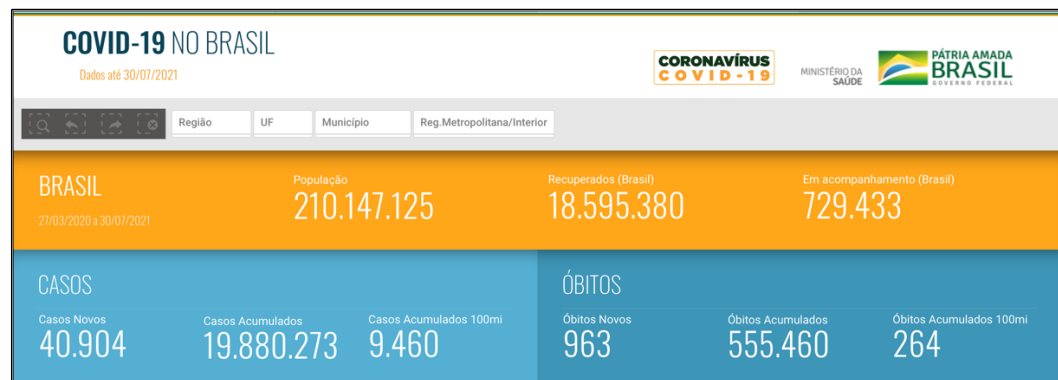 COVID-19 NO BRASIL
Dados até 30/07/2021
CORONAVÍRUS
COVID-19
MINISTÉRIO DA
SAÚDE
PÁTRIA AMADA
BRASIL
GOVERNO FEDERAL
Região UF Município Reg.Metropolitana/Interior
BRASIL
27/03/2020 a 30/07/2021
População
210.147.125
Recuperados (Brasil)
18.595.380
Em acompanhamento (Brasil)
729.433
CASOS
Casos Novos
40.904
Casos Acumulados
19.880.273
Casos Acumulados 100mi
9.460
ÓBITOS
Óbitos Novos
963
Óbitos Acumulados
555.460
Óbitos Acumulados 100mi
264